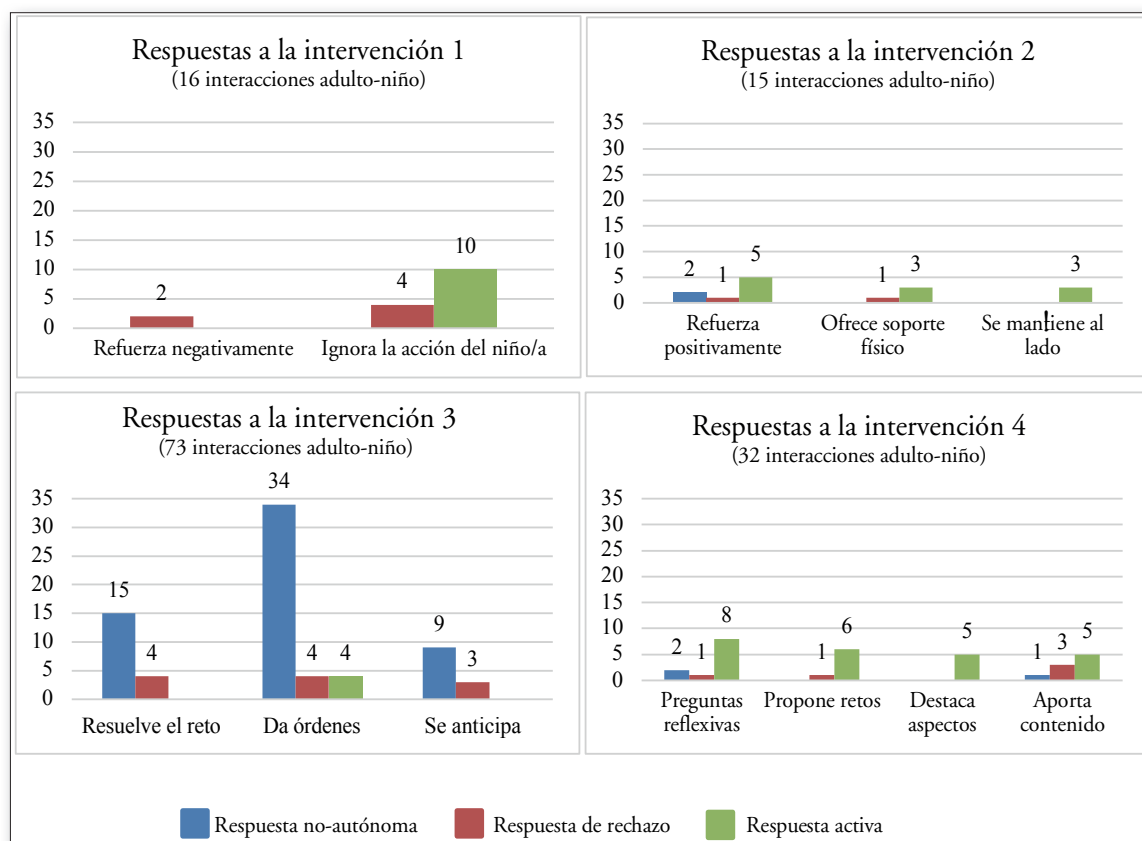 Respuestas a la intervención 1
(16 interacciones adulto-niño)
35
30
25
20
15
10
5
0
2
4
10
Refuerza negativamente
Ignora la acción del niño/a
Respuestas a la intervención 2
(15 interacciones adulto-niño)
35
30
25
20
15
10
5
0
2
1
5
1
3
3
Refuerza
positivamente
Ofrece soporte
físico
Se mantiene al
lado
Respuestas a la intervención 3
(73 interacciones adulto-niño)
35
30
25
20
15
10
5
0
15
4
34
4
4
9
3
Resuelve el reto
Da órdenes
Se anticipa
Respuestas a la intervención 4
(32 interacciones adulto-niño)
35
30
25
20
15
10
5
0
2
1
8
1
6
5
1
3
5
Preguntas
reflexivas
Propone retos
Destaca
aspectos
Aporta
contenido
Respuesta no-autónoma
Respuesta de rechazo
Respuesta activa